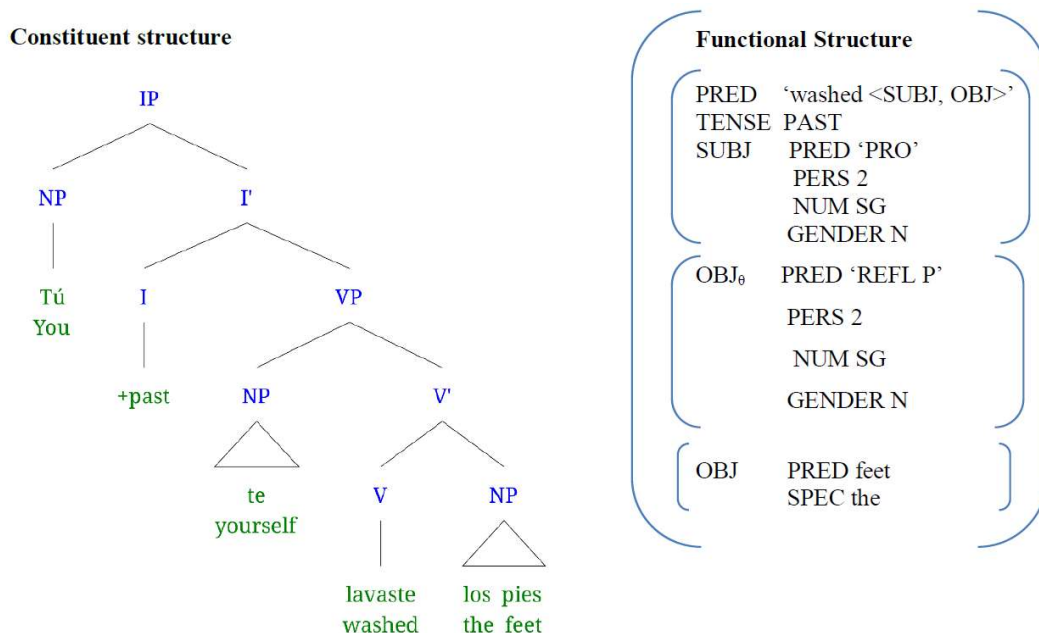 Constituent structure
IP
NP I'
Tú
You
I VP
+past
NP V'
te
yourself
V NP
lavaste
washed
los pies
the feet
Functional Structure
PRED ‘washed <SUBJ, OBJ>’
TENSE PAST
SUBJ PRED ‘PRO’
PERS 2
NUM SG
GENDER N
OBJθ PRED ‘REFL P’
PERS 2
NUM SG
GENDER N
OBJ PRED feet
SPEC the